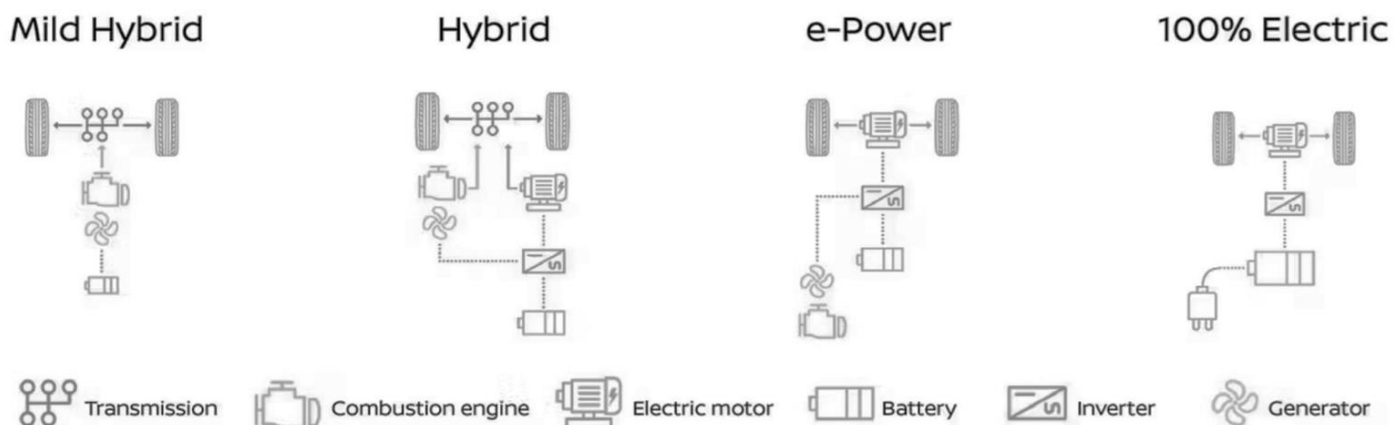 Mild Hybrid
Hybrid
e-Power
100% Electric
Transmission
Combustion engine
Electric motor
Battery
Inverter
Generator